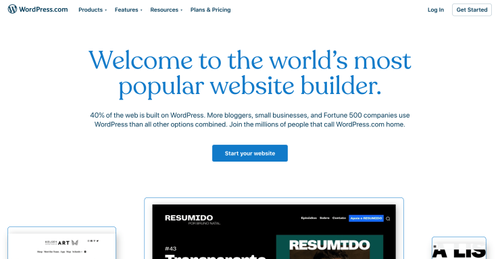 WordPress.com
Products
Features
Resources
Plans & Pricing
Log In
Get Started
Welcome to the world's most
popular website builder.
40% of the web is built on WordPress. More bloggers, small businesses, and Fortune 500 companies use
WordPress than all other options combined. Join the millions of people that call WordPress.com home.
Start your website
RESUMIDO
#43
Transparente
RESUMIDO
ART
A LIS